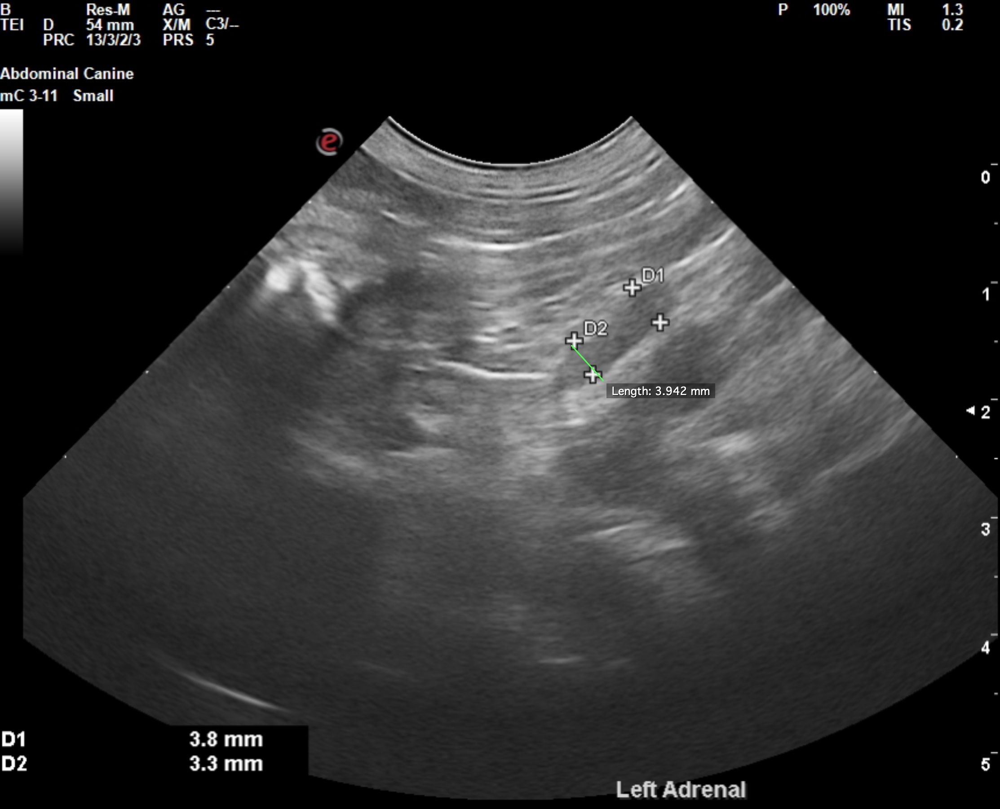 B Res-M AG --- P 100% MI 1.3
TEI D 54 mm X/M C3/-- TIS 0.2
PRC 13/3/2/3 PRS 5
Abdominal Canine
mC 3-11 Small
e
0
D1
1
D2
Length: 3.942 mm
2
3
4
D1 3.8 mm
D2 3.3 mm
5
Left Adrenal